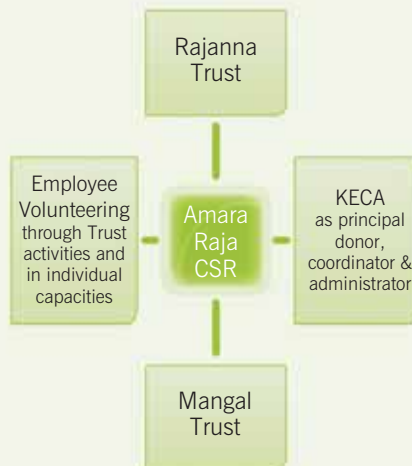 Rajanna
Trust
Employee
Volunteering
through Trust
activities and
in individual
capacities
Amara
Raja
CSR
KECA
as principal
donor,
coordinator &
administrator
Mangal
Trust